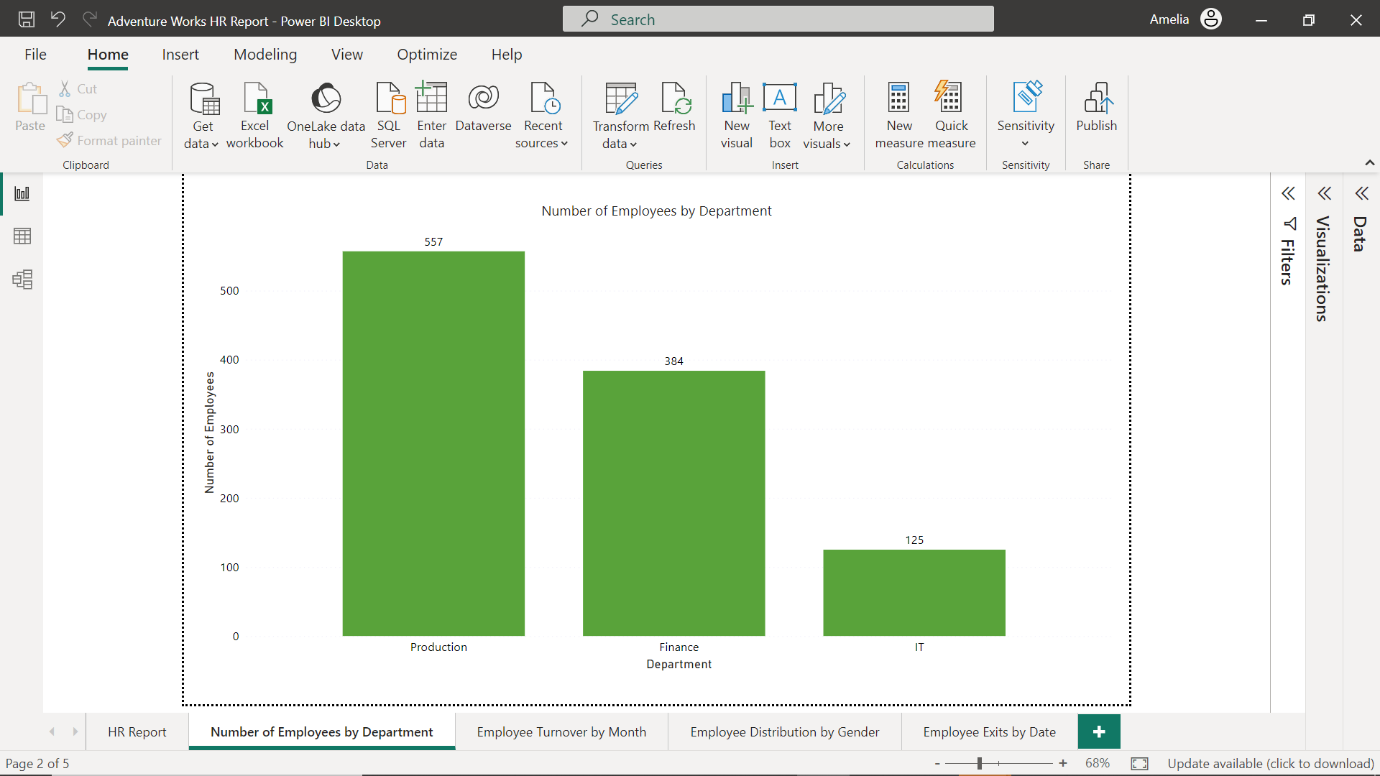 Adventure Works HR Report - Power BI Desktop
Search
Amelia
File
Home
Insert
Modeling
View
Optimize
Help
Paste
Cut
Copy
Format painter
Clipboard
Get
data
Excel
workbook
OneLake data
hub
SQL
Server
Enter
data
Dataverse
Recent
sources
Data
Transform
data
Refresh
Queries
New
visual
A
Text
box
More
visuals
Insert
New
measure
Quick
measure
Calculations
Sensitivity
Sensitivity
Publish
Share
Number of Employees by Department
557
500
400
384
Number of Employees
300
200
125
100
0
Production
Finance
IT
Department
Filters
Visualizations
Data
HR Report
Number of Employees by Department
Employee Turnover by Month
Employee Distribution by Gender
Employee Exits by Date
+
Page 2 of 5
- + 68%
Update available (click to download)